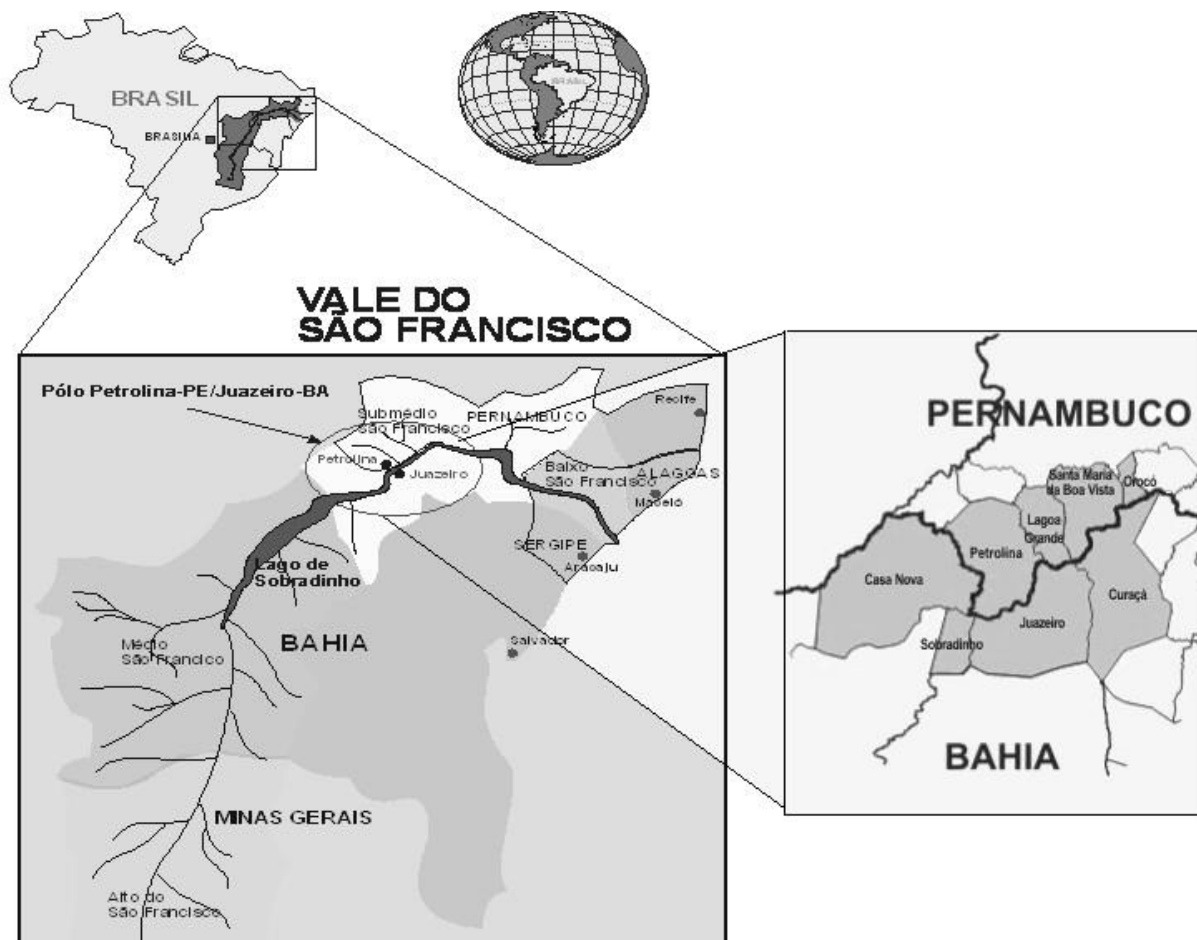 BRASIL
BRASILIA
BRASIL
VALE DO
SÃO FRANCISCO
Pólo Petrolina-PE/Juazeiro-BA
Submédio
São Francisco
PERNAMBUCO
Recife
Petrolina
Juazeiro
Baixo
São Francisco
ALAGOAS
Maceió
SERGIPE
Aracaju
Lago de
Sobradinho
BAHIA
Salvador
Médio
São Francico
MINAS GERAIS
Alto do
São Francisco
PERNAMBUCO
Santa Maria
da Boa Vista
Orocó
Lagoa
Grande
Petrolina
Casa Nova
Curaçá
Juazeiro
Sobradinho
BAHIA